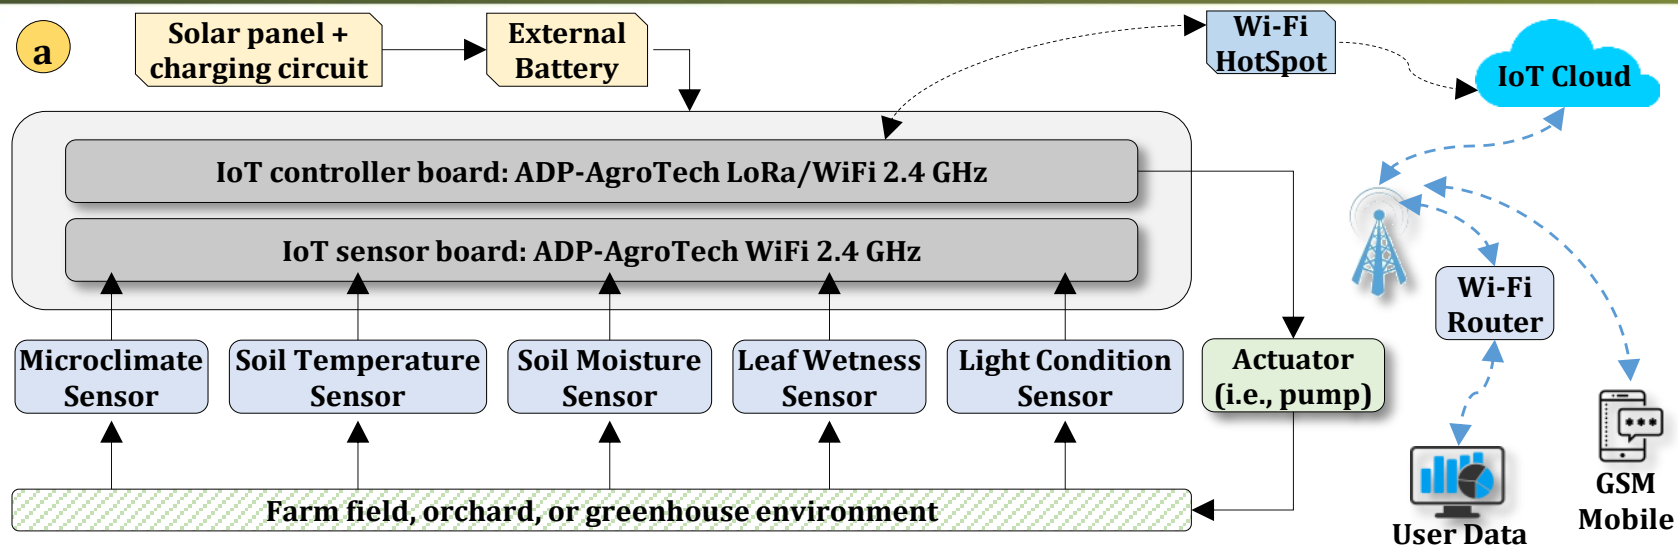 a
Solar panel +
charging circuit
External
Battery
Wi-Fi
HotSpot
IoT Cloud
IoT controller board: ADP-AgroTech LoRa/WiFi 2.4 GHz
IoT sensor board: ADP-AgroTech WiFi 2.4 GHz
Wi-Fi
Router
Microclimate
Sensor
Soil Temperature
Sensor
Soil Moisture
Sensor
Leaf Wetness
Sensor
Light Condition
Sensor
Actuator
(i.e., pump)
***
GSM
Mobile
Farm field, orchard, or greenhouse environment
User Data